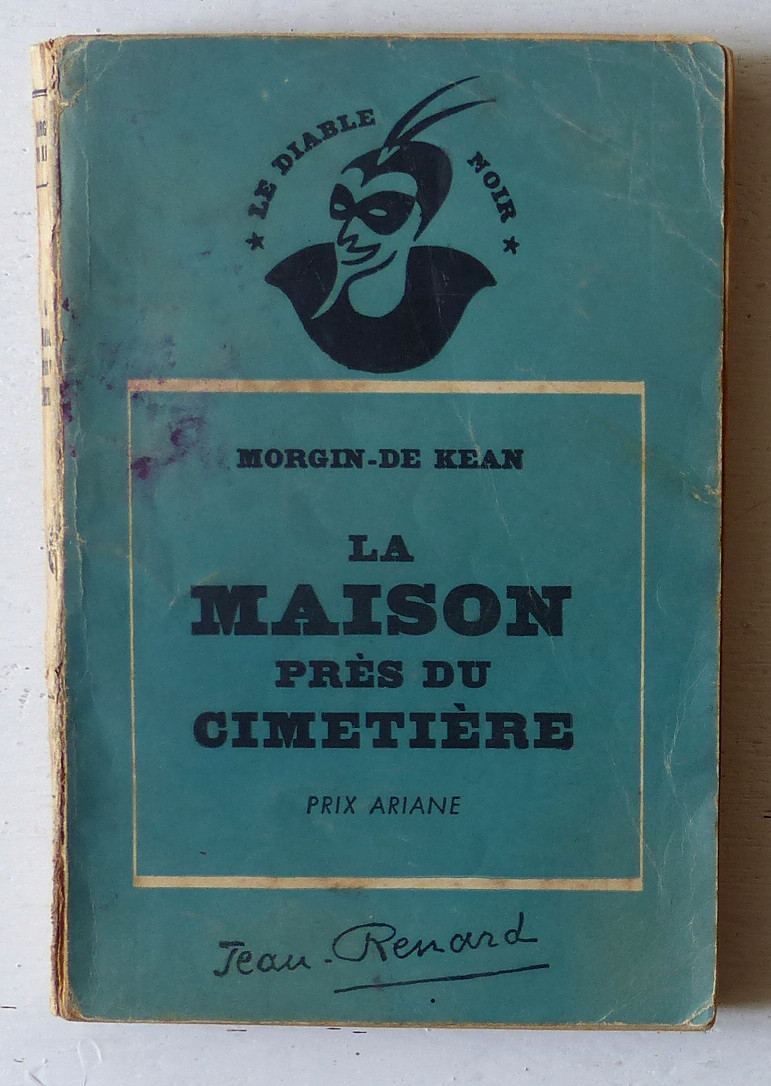 ★ LE DIABLE NOIR ★
MORGIN-DE KEAN
LA
MAISON
PRÈS DU
CIMETIÈRE
PRIX ARIANE
Jean-Renard